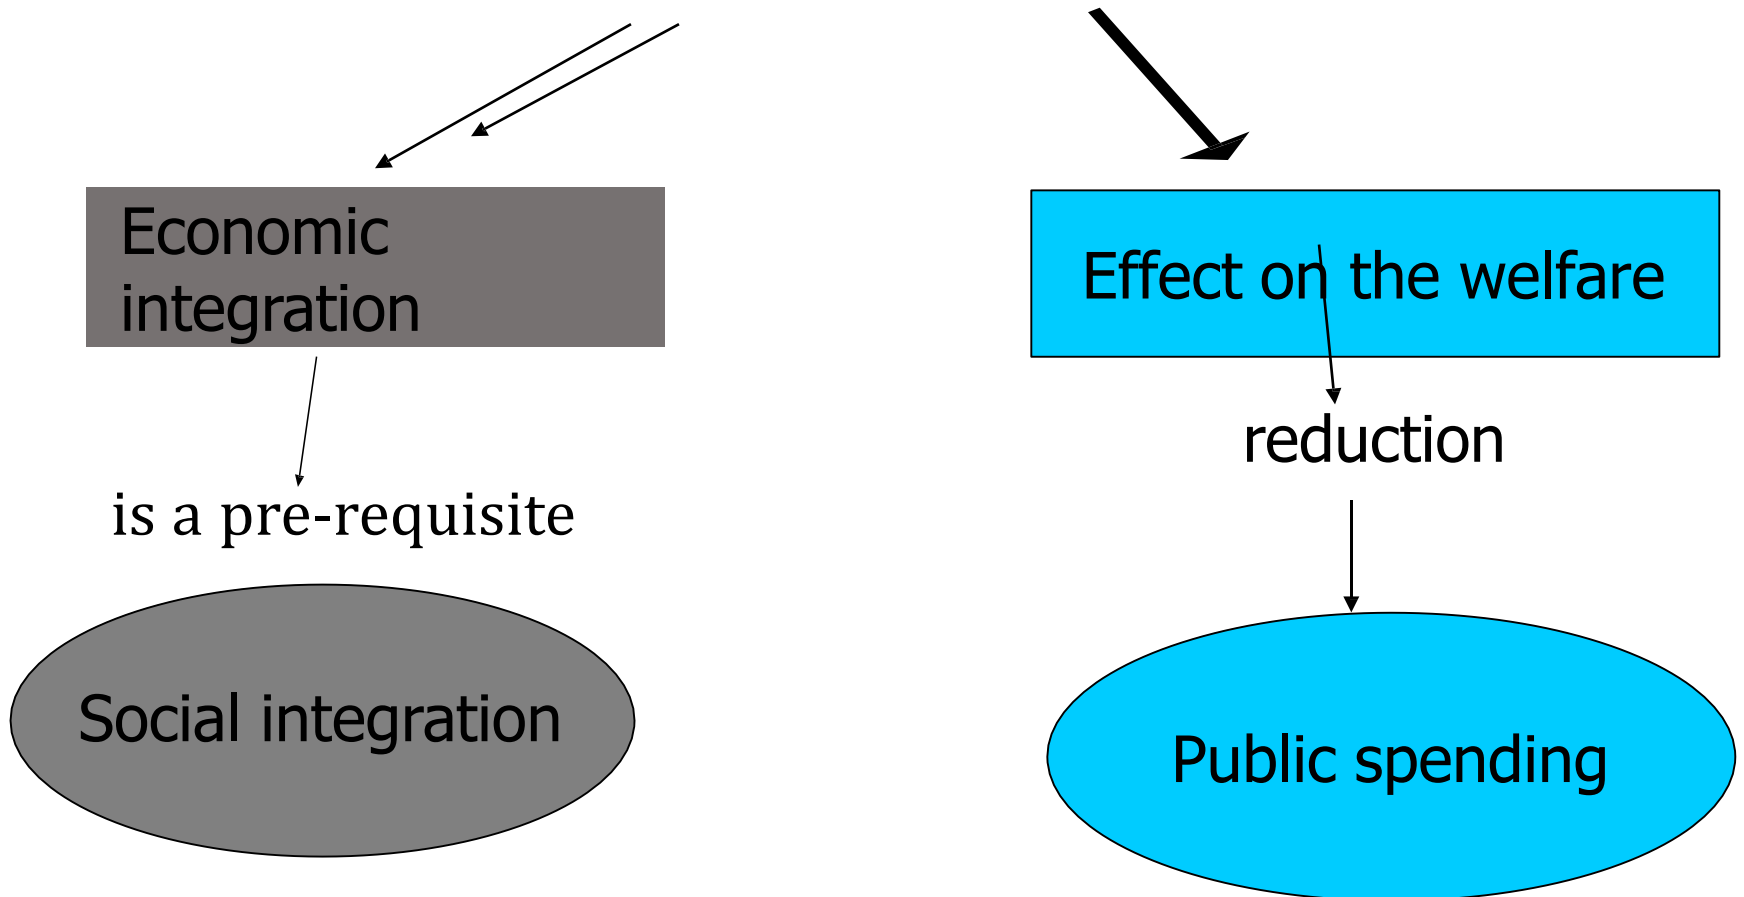 Economic
integration
is a pre-requisite
Social integration
Effect on the welfare
reduction
Public spending